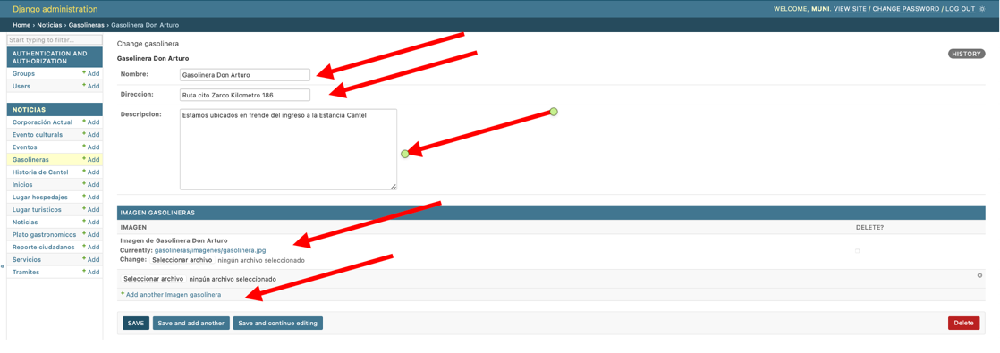 Django administration
WELCOME, MUNI. VIEW SITE / CHANGE PASSWORD / LOG OUT
Home › Noticias › Gasolineras › Gasolinera Don Arturo
Start typing to filter...
AUTHENTICATION AND
AUTHORIZATION
Groups + Add
Users + Add
NOTICIAS
Corporación Actual + Add
Evento culturals + Add
Eventos + Add
Gasolineras + Add
Historia de Cantel + Add
Inicios + Add
Lugar hospedajes + Add
Lugar turísticos + Add
Noticias + Add
Plato gastronomicos + Add
Reporte ciudadanos + Add
Servicios + Add
Tramites + Add
«
Change gasolinera
HISTORY
Gasolinera Don Arturo
Nombre: Gasolinera Don Arturo
Direccion: Ruta cito Zarco Kilometro 186
Descripcion: Estamos ubicados en frende del ingreso a la Estancia Cantel
IMAGEN GASOLINERAS
IMAGEN DELETE?
Imagen de Gasolinera Don Arturo
Currently: gasolineras/imagenes/gasolinera.jpg
Change: Seleccionar archivo ningún archivo seleccionado
Seleccionar archivo ningún archivo seleccionado
+ Add another Imagen gasolinera
SAVE Save and add another Save and continue editing Delete